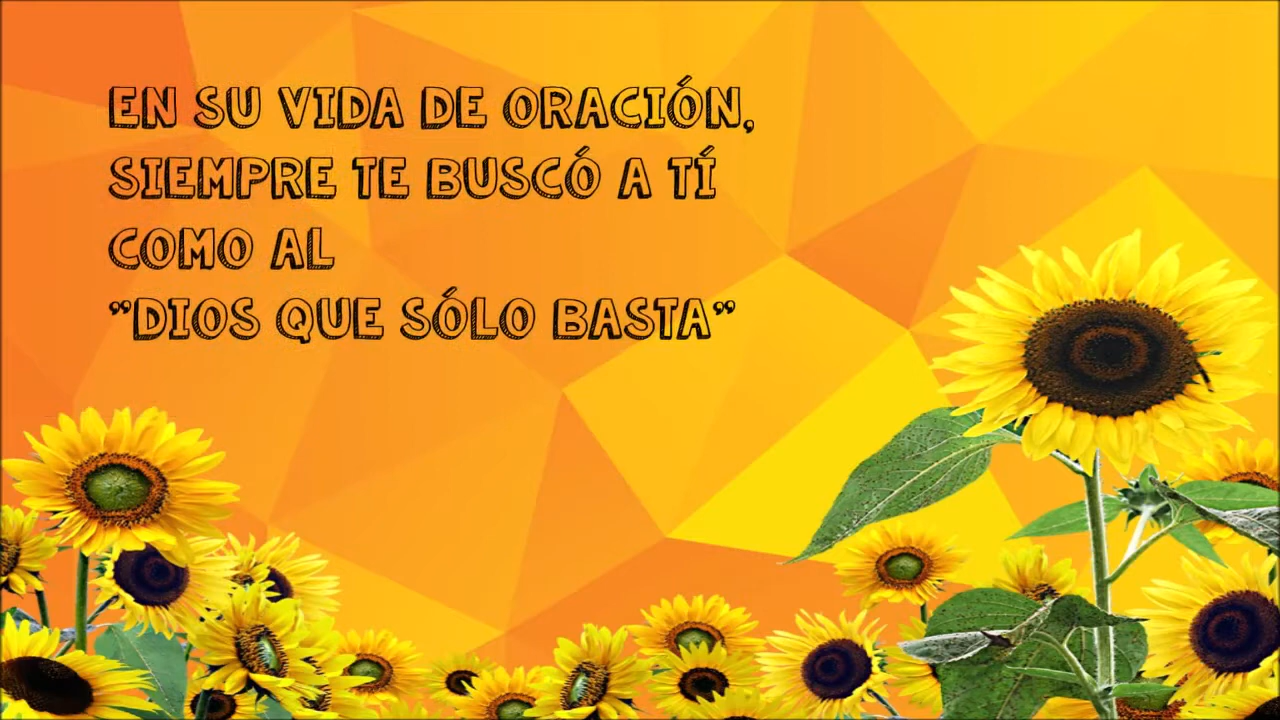 EN SU VIDA DE ORACIÓN,
SIEMPRE TE BUSCÓ A TÍ
COMO AL
"DIOS QUE SÓLO BASTA"